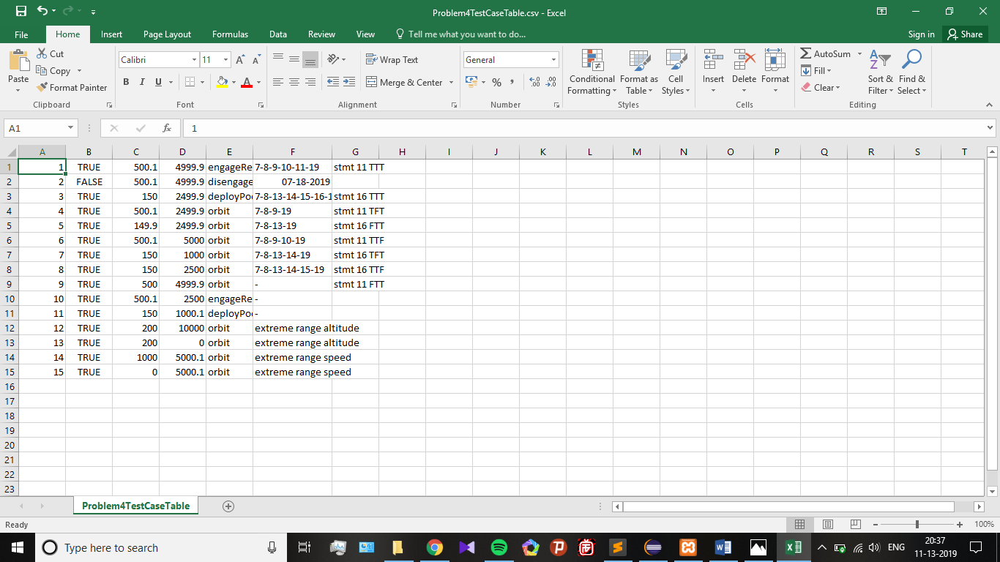 Problem4TestCaseTable.csv - Excel
File Home Insert Page Layout Formulas Data Review View Tell me what you want to do... Sign in Share
Paste Cut Copy Format Painter Clipboard
Calibri 11 A A B I U A Font
Wrap Text Merge & Center Alignment
General % , .0 .00 .00 .0 Number
Conditional Formatting Format as Table Cell Styles Styles
Insert Delete Format Cells
AutoSum Fill Clear Sort & Filter Find & Select Editing
A1 fx 1
A B C D E F G H I J K L M N O P Q R S T
1 1 TRUE 500.1 4999.9 engageRe 7-8-9-10-11-19 stmt 11 TTT
2 2 FALSE 500.1 4999.9 disengage 07-18-2019
3 3 TRUE 150 2499.9 deployPo 7-8-13-14-15-16-1 stmt 16 TTT
4 4 TRUE 500.1 2499.9 orbit 7-8-9-19 stmt 11 TFT
5 5 TRUE 149.9 2499.9 orbit 7-8-13-19 stmt 16 FTT
6 6 TRUE 500.1 5000 orbit 7-8-9-10-19 stmt 11 TTF
7 7 TRUE 150 1000 orbit 7-8-13-14-19 stmt 16 TFT
8 8 TRUE 150 2500 orbit 7-8-13-14-15-19 stmt 16 TTF
9 9 TRUE 500 4999.9 orbit - stmt 11 FTT
10 10 TRUE 500.1 2500 engageRe -
11 11 TRUE 150 1000.1 deployPo -
12 12 TRUE 200 10000 orbit extreme range altitude
13 13 TRUE 200 0 orbit extreme range altitude
14 14 TRUE 1000 5000.1 orbit extreme range speed
15 15 TRUE 0 5000.1 orbit extreme range speed
16
17
18
19
20
21
22
23
Problem4TestCaseTable
Ready 100%
Type here to search ENG 20:37
11-13-2019